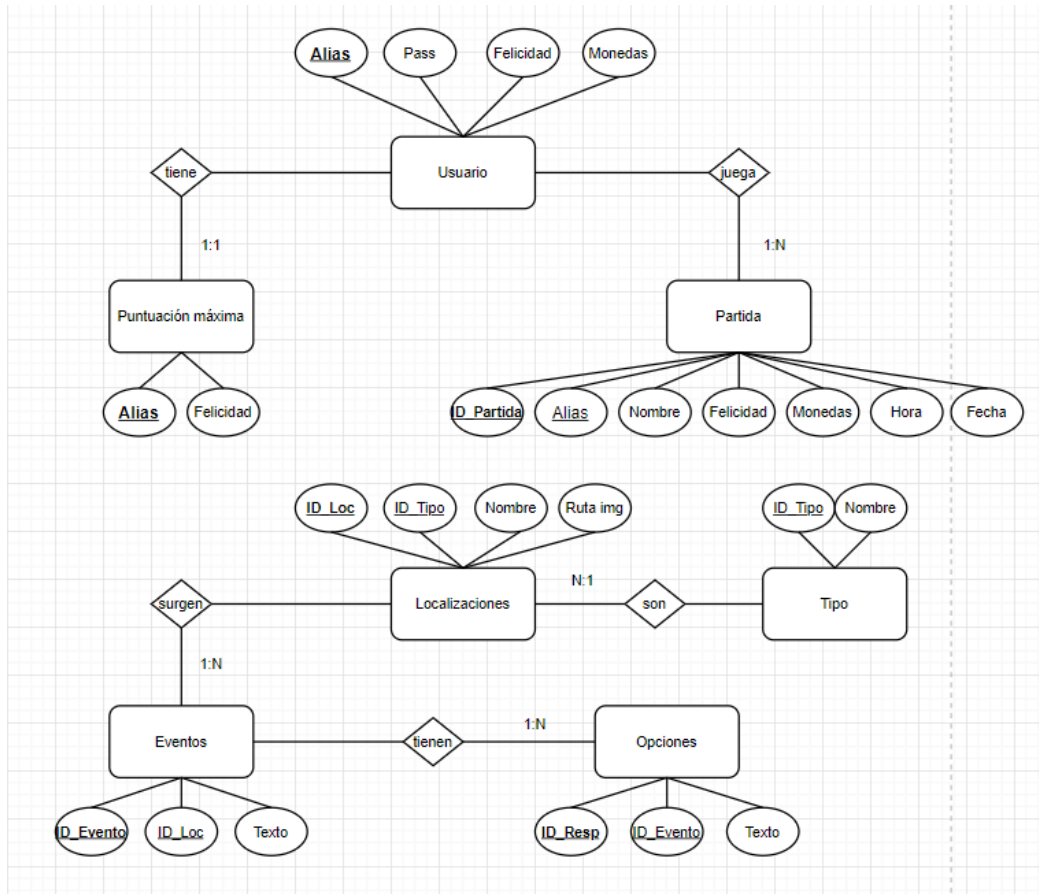 Alias
Pass
Felicidad
Monedas
tiene
Usuario
juega
1:1
1:N
Puntuación máxima
Partida
Alias
Felicidad
ID_Partida
Alias
Nombre
Felicidad
Monedas
Hora
Fecha
ID_Loc
ID_Tipo
Nombre
Ruta img
ID_Tipo
Nombre
N:1
surgen
Localizaciones
son
Tipo
1:N
1:N
Eventos
tienen
Opciones
ID_Evento
ID_Loc
Texto
ID_Resp
ID_Evento
Texto